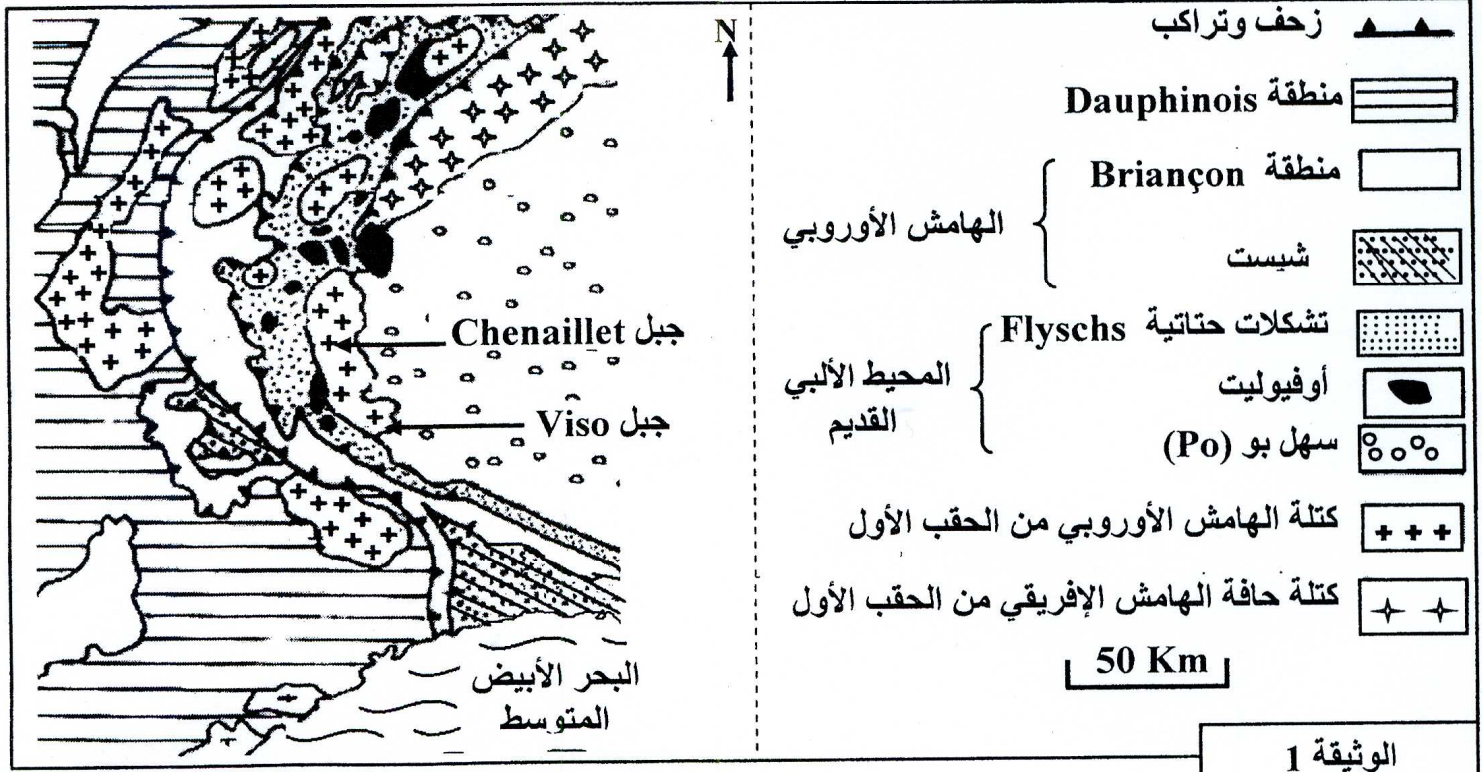 N
زحف وتراكب
منطقة Dauphinois
منطقة Briançon
الهامش الأوروبي
شيست
تشكلات حتاتية Flyschs
المحيط الألبي
القديم
أوفيوليت
سهل بو (Po)
كتلة الهامش الأوروبي من الحقب الأول
كتلة حافة الهامش الإفريقي من الحقب الأول
50 Km
جبل Chenaillet
جبل Viso
البحر الأبيض
المتوسط
الوثيقة 1